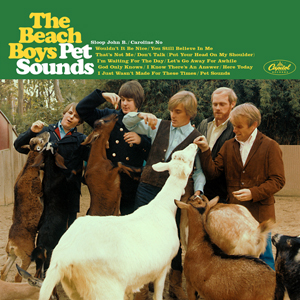 The Beach Boys Pet Sounds
Sloop John B. / Caroline No
Wouldn't It Be Nice / You Still Believe In Me
That's Not Me / Don't Talk (Put Your Head On My Shoulder)
I'm Waiting For The Day / Let's Go Away For Awhile
God Only Knows / I Know There's An Answer / Here Today
I Just Wasn't Made For These Times / Pet Sounds
Capitol